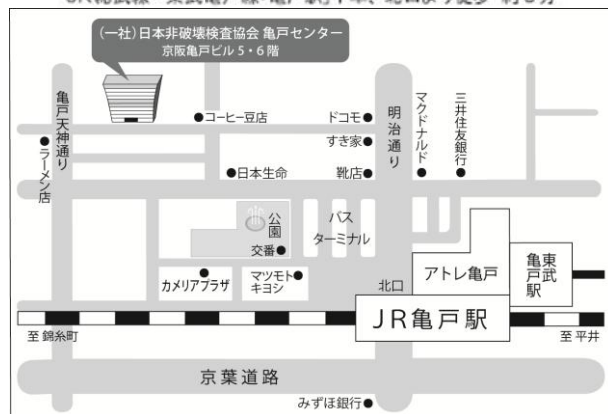 (一社)日本非破壊検査協会 亀戸センター
京阪亀戸ビル 5・6 階
亀戸天神通り
ラーメン店
コーヒー豆店
ドコモ
すき家
明治通り
マクドナルド
三井住友銀行
日本生命
靴店
公園
バス
ターミナル
交番
カメリアプラザ
マツモト
キヨシ
北口
アトレ亀戸
東武
亀戸駅
JR亀戸駅
至 錦糸町
至 平井
京葉道路
みずほ銀行